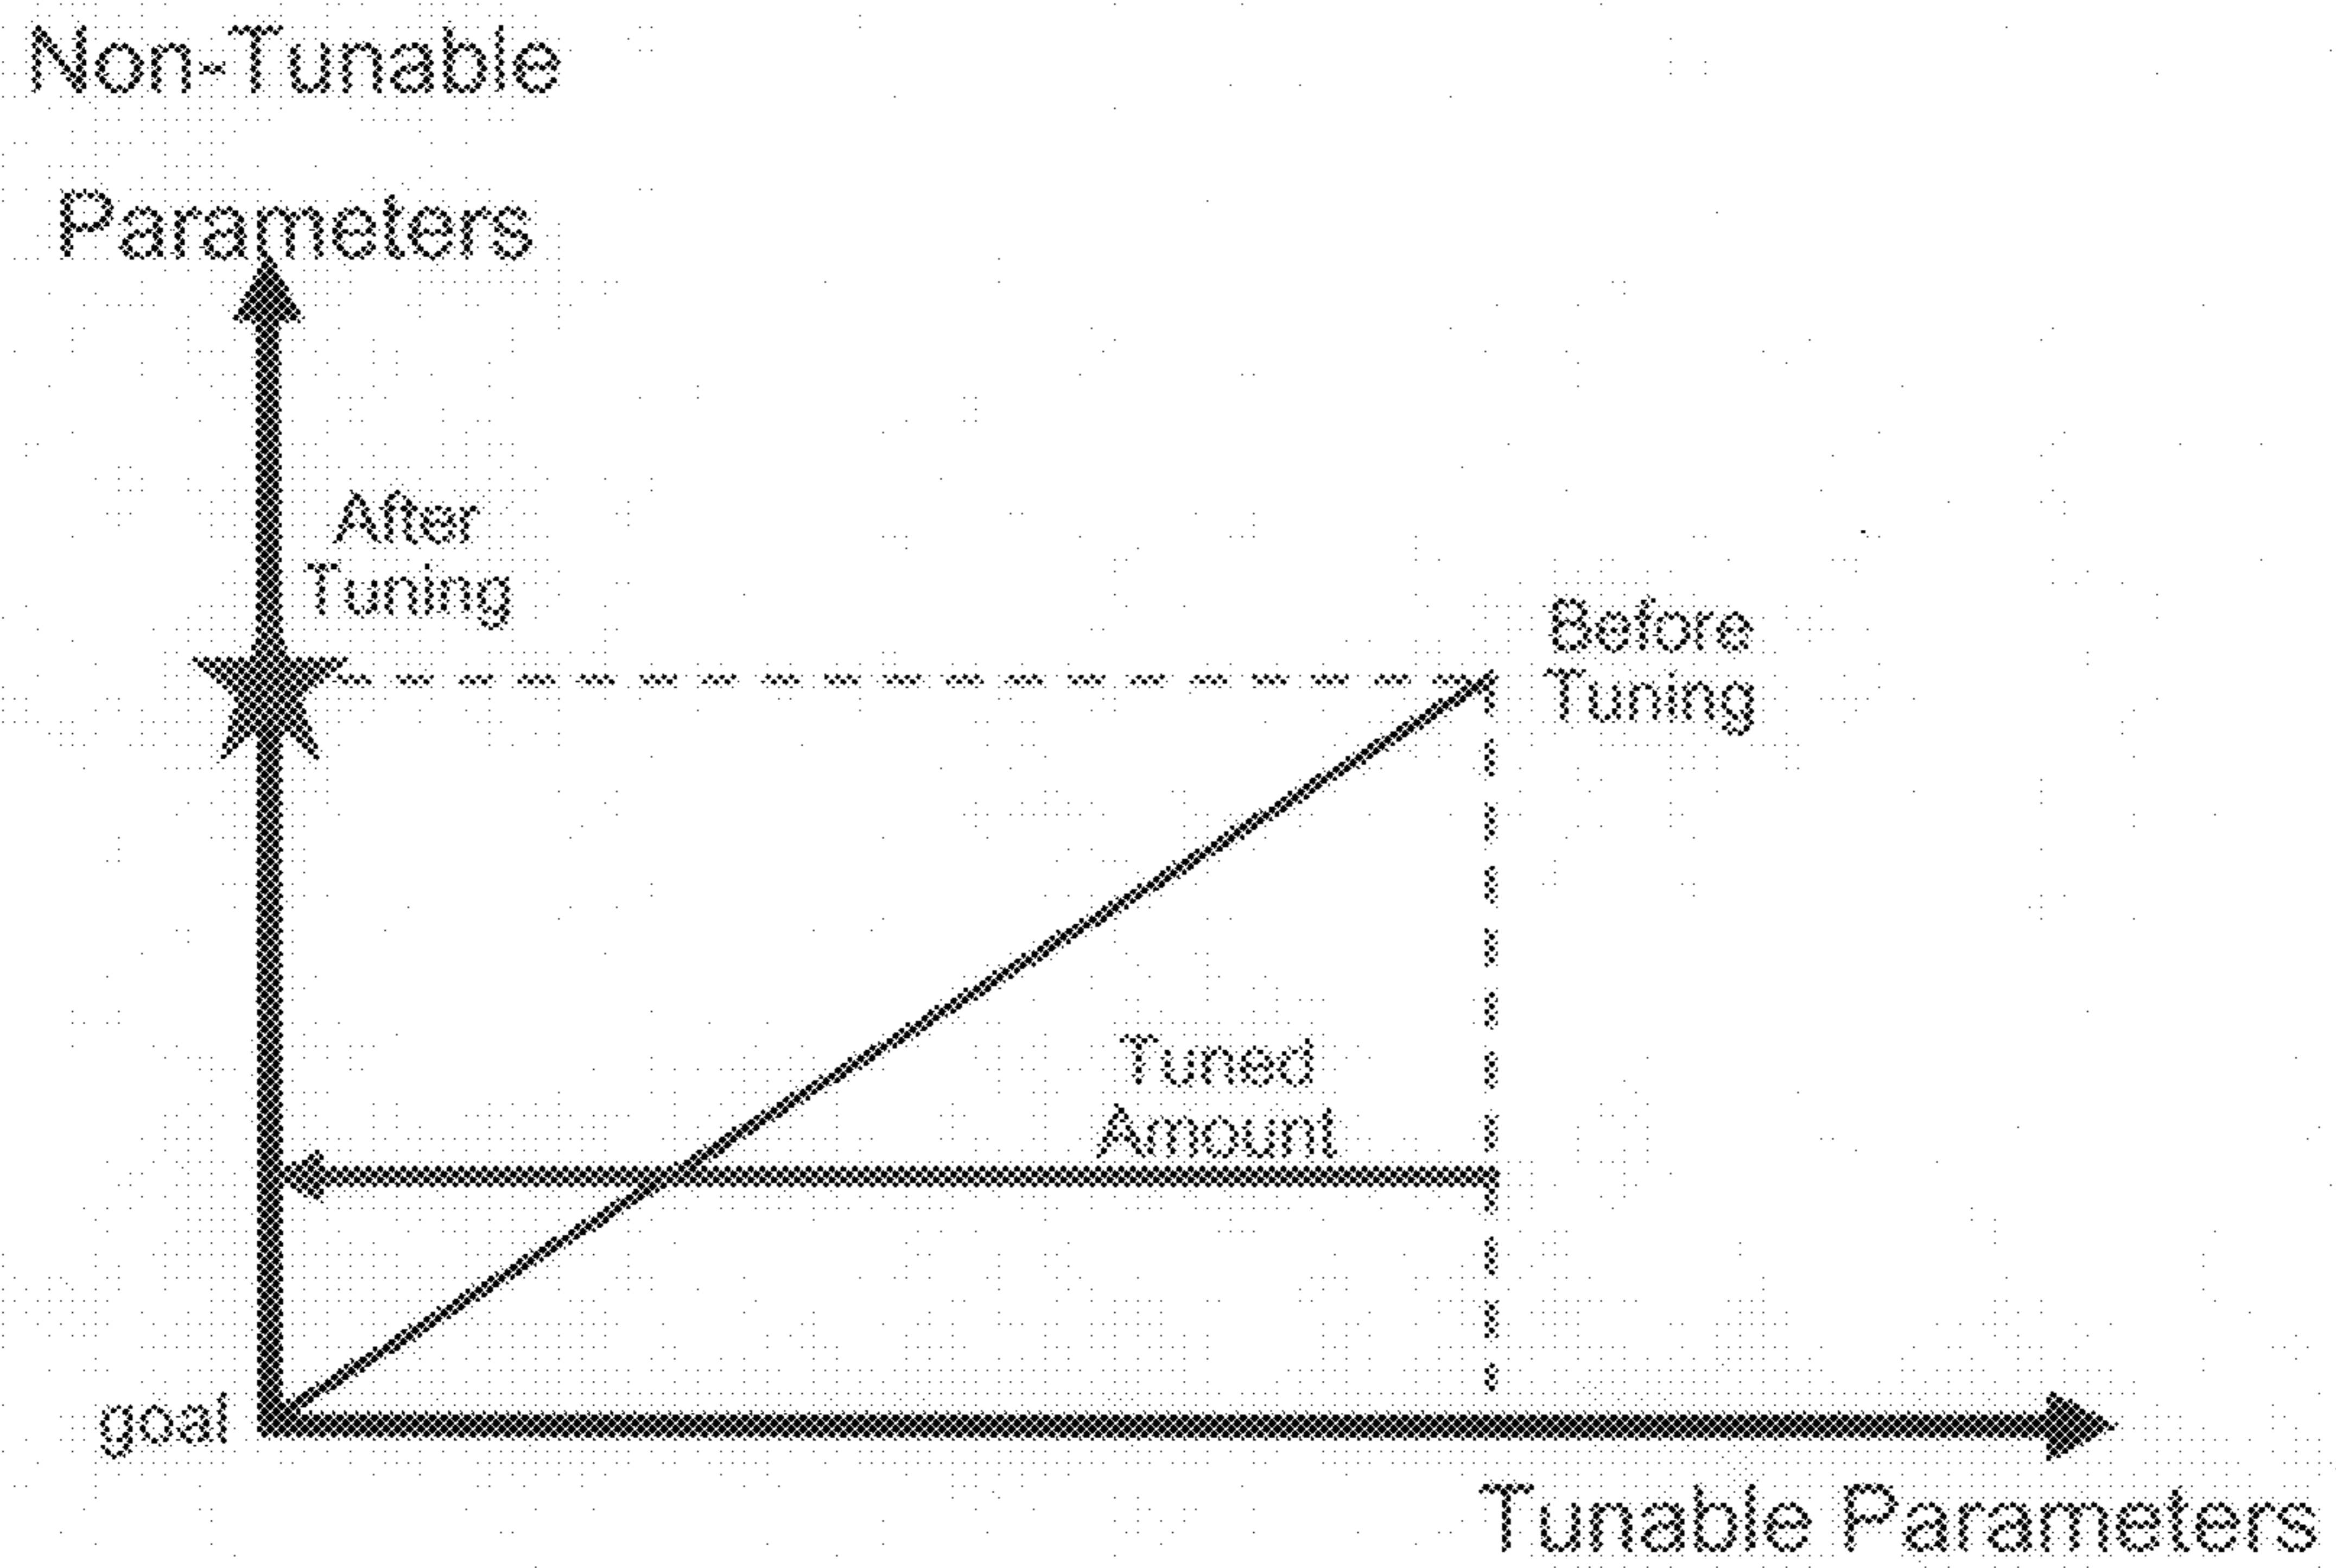 Non-Tunable
Parameters
After
Tuning
Before
Tuning
Tuned
Amount
goal
Tunable Parameters